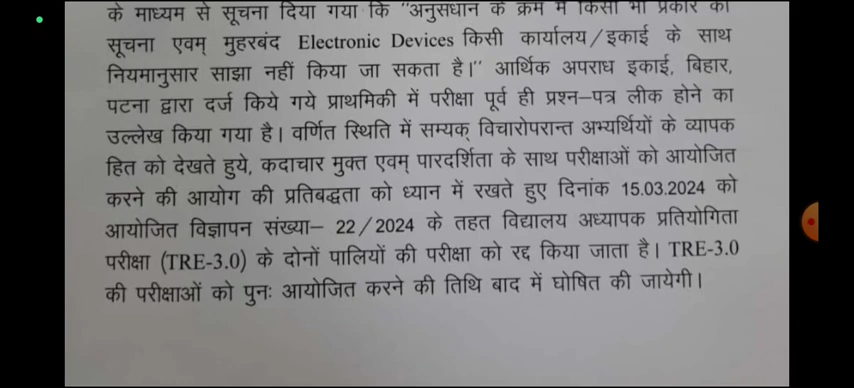 के माध्यम से सूचना दिया गया कि "अनुसंधान के क्रम में किसी भी प्रकार की
सूचना एवम् मुहरबंद Electronic Devices किसी कार्यालय/इकाई के साथ
नियमानुसार साझा नहीं किया जा सकता है।" आर्थिक अपराध इकाई, बिहार,
पटना द्वारा दर्ज किये गये प्राथमिकी में परीक्षा पूर्व ही प्रश्न–पत्र लीक होने का
उल्लेख किया गया है। वर्णित स्थिति में सम्यक् विचारोपरान्त अभ्यर्थियों के व्यापक
हित को देखते हुये, कदाचार मुक्त एवम् पारदर्शिता के साथ परीक्षाओं को आयोजित
करने की आयोग की प्रतिबद्धता को ध्यान में रखते हुए दिनांक 15.03.2024 को
आयोजित विज्ञापन संख्या– 22/2024 के तहत विद्यालय अध्यापक प्रतियोगिता
परीक्षा (TRE-3.0) के दोनों पालियों की परीक्षा को रद्द किया जाता है। TRE-3.0
की परीक्षाओं को पुनः आयोजित करने की तिथि बाद में घोषित की जायेगी।